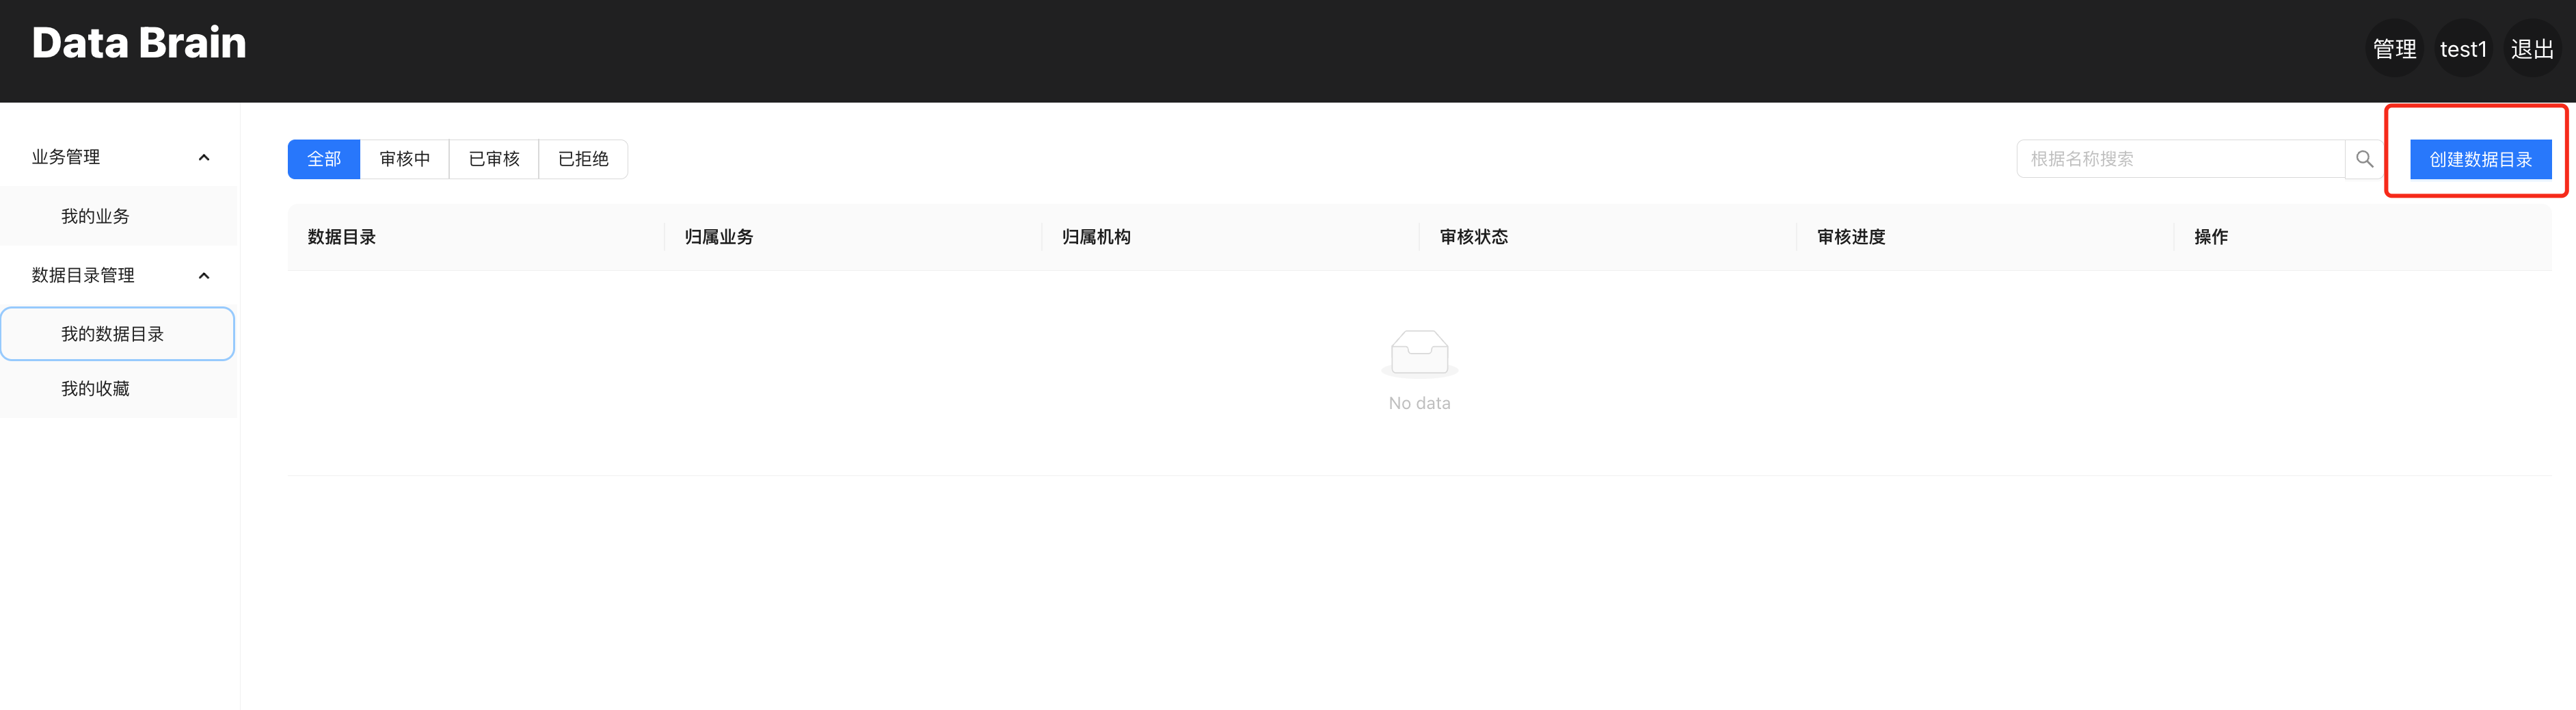 Data Brain
管理 test1 退出
业务管理
我的业务
数据目录管理
我的数据目录
我的收藏
全部 审核中 已审核 已拒绝
根据名称搜索
创建数据目录
数据目录 归属业务 归属机构 审核状态 审核进度 操作
No data